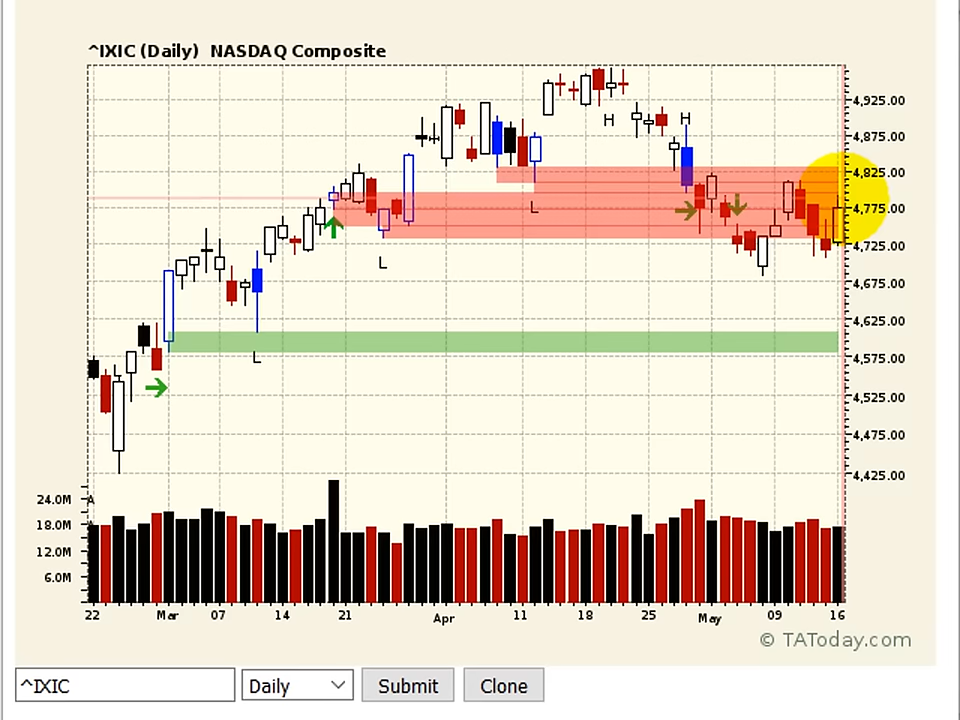 ^IXIC (Daily) NASDAQ Composite
4,925.00
H H
4,875.00
4,825.00
L
4,775.00
L
4,725.00
4,675.00
4,625.00
L
4,575.00
4,525.00
4,475.00
4,425.00
24.0M A
18.0M
12.0M
6.0M
22 Mar 07 14 21 Apr 11 18 25 May 09 16
© TAToday.com
^IXIC Daily Submit Clone